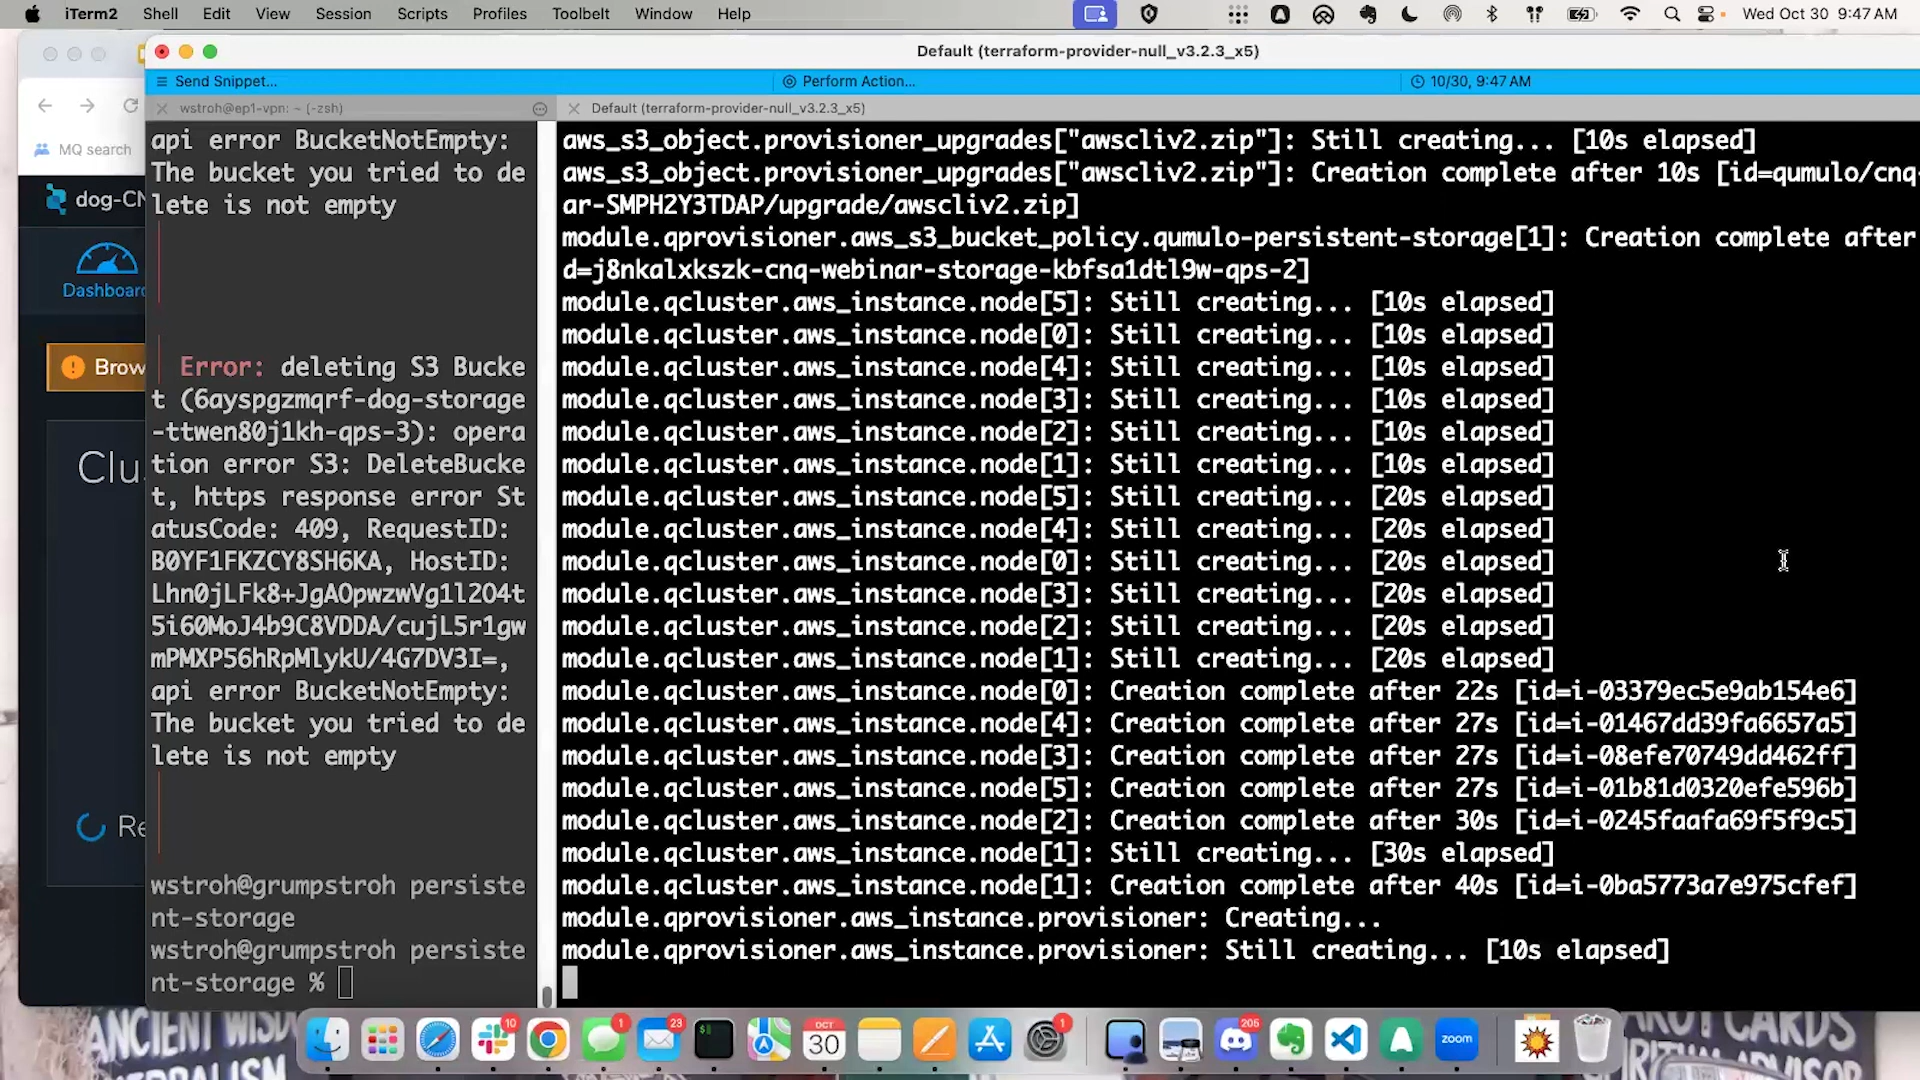 iTerm2 Shell Edit View Session Scripts Profiles Toolbelt Window Help Wed Oct 30 9:47 AM
Default (terraform-provider-null_v3.2.3_x5)
Send Snippet... Perform Action... 10/30, 9:47 AM
wstroh@ep1-vpn: ~ (-zsh) Default (terraform-provider-null_v3.2.3_x5)
MQ search
dog-CN
Dashboar
Brow
Clu
Re
api error BucketNotEmpty:
The bucket you tried to de
lete is not empty
Error: deleting S3 Bucke
t (6ayspgzmqrf-dog-storage
-ttwen80j1kh-qps-3): opera
tion error S3: DeleteBucke
t, https response error St
atusCode: 409, RequestID:
B0YF1FKZCY8SH6KA, HostID:
Lhn0jLFk8+JgAOpwzwVg1l2O4t
5i60MoJ4b9C8VDDA/cujL5r1gw
mPMXP56hRpMlykU/4G7DV3I=,
api error BucketNotEmpty:
The bucket you tried to de
lete is not empty
wstroh@grumpstroh persiste
nt-storage
wstroh@grumpstroh persiste
nt-storage %
aws_s3_object.provisioner_upgrades["awscliv2.zip"]: Still creating... [10s elapsed]
aws_s3_object.provisioner_upgrades["awscliv2.zip"]: Creation complete after 10s [id=qumulo/cnq-
ar-SMPH2Y3TDAP/upgrade/awscliv2.zip]
module.qprovisioner.aws_s3_bucket_policy.qumulo-persistent-storage[1]: Creation complete after
d=j8nkalxkszk-cnq-webinar-storage-kbfsa1dtl9w-qps-2]
module.qcluster.aws_instance.node[5]: Still creating... [10s elapsed]
module.qcluster.aws_instance.node[0]: Still creating... [10s elapsed]
module.qcluster.aws_instance.node[4]: Still creating... [10s elapsed]
module.qcluster.aws_instance.node[3]: Still creating... [10s elapsed]
module.qcluster.aws_instance.node[2]: Still creating... [10s elapsed]
module.qcluster.aws_instance.node[1]: Still creating... [10s elapsed]
module.qcluster.aws_instance.node[5]: Still creating... [20s elapsed]
module.qcluster.aws_instance.node[4]: Still creating... [20s elapsed]
module.qcluster.aws_instance.node[0]: Still creating... [20s elapsed]
module.qcluster.aws_instance.node[3]: Still creating... [20s elapsed]
module.qcluster.aws_instance.node[2]: Still creating... [20s elapsed]
module.qcluster.aws_instance.node[1]: Still creating... [20s elapsed]
module.qcluster.aws_instance.node[0]: Creation complete after 22s [id=i-03379ec5e9ab154e6]
module.qcluster.aws_instance.node[4]: Creation complete after 27s [id=i-01467dd39fa6657a5]
module.qcluster.aws_instance.node[3]: Creation complete after 27s [id=i-08efe70749dd462ff]
module.qcluster.aws_instance.node[5]: Creation complete after 27s [id=i-01b81d0320efe596b]
module.qcluster.aws_instance.node[2]: Creation complete after 30s [id=i-0245faafa69f5f9c5]
module.qcluster.aws_instance.node[1]: Still creating... [30s elapsed]
module.qcluster.aws_instance.node[1]: Creation complete after 40s [id=i-0ba5773a7e975cfef]
module.qprovisioner.aws_instance.provisioner: Creating...
module.qprovisioner.aws_instance.provisioner: Still creating... [10s elapsed]
ANCIENT WISD
HERBALISM
10 1 23 OCT 30 1 205 zoom